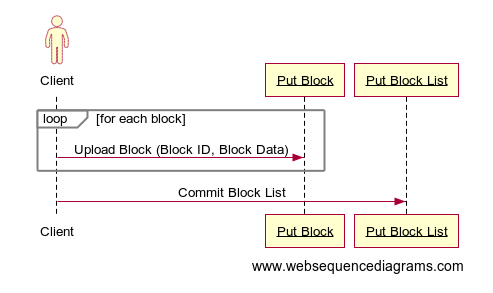 Client
Put Block
Put Block List
loop
[for each block]
Upload Block (Block ID, Block Data)
Commit Block List
Client
Put Block
Put Block List
www.websequencediagrams.com